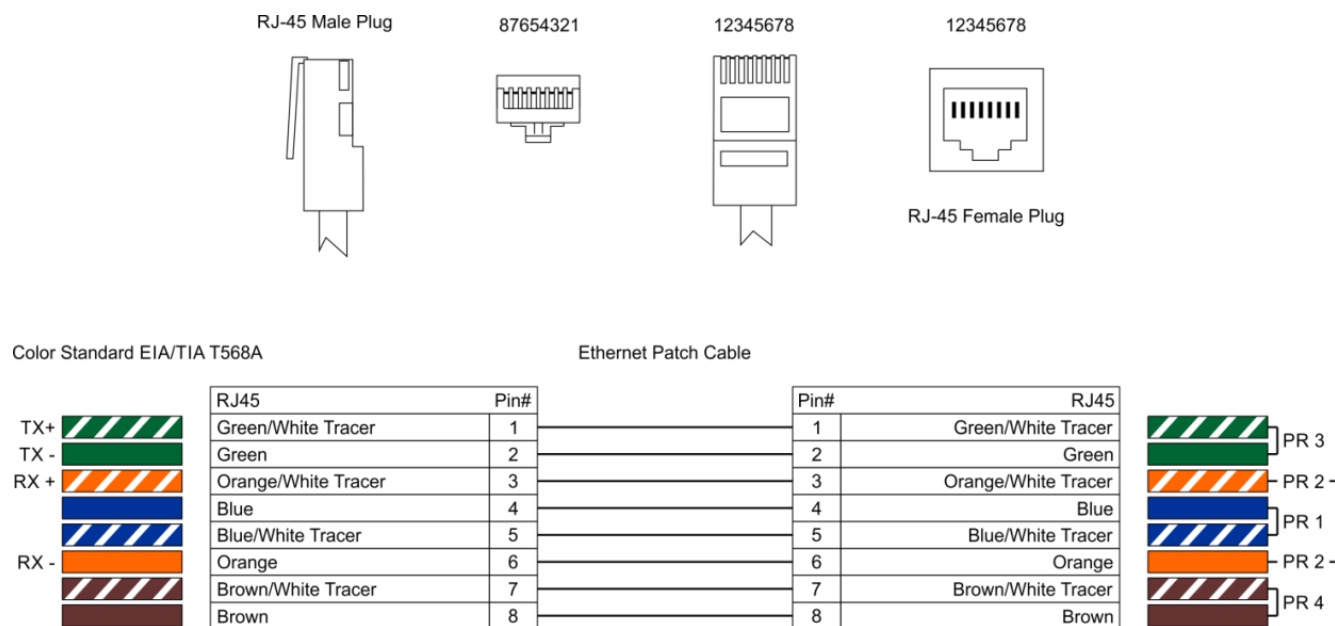 RJ-45 Male Plug
87654321
12345678
12345678
RJ-45 Female Plug
Color Standard EIA/TIA T568A
Ethernet Patch Cable
RJ45 Pin# Pin# RJ45
TX+ Green/White Tracer 1 1 Green/White Tracer
PR 3
TX - Green 2 2 Green
RX + Orange/White Tracer 3 3 Orange/White Tracer PR 2 -
Blue 4 4 Blue
PR 1
Blue/White Tracer 5 5 Blue/White Tracer
RX - Orange 6 6 Orange PR 2 -
Brown/White Tracer 7 7 Brown/White Tracer
PR 4
Brown 8 8 Brown